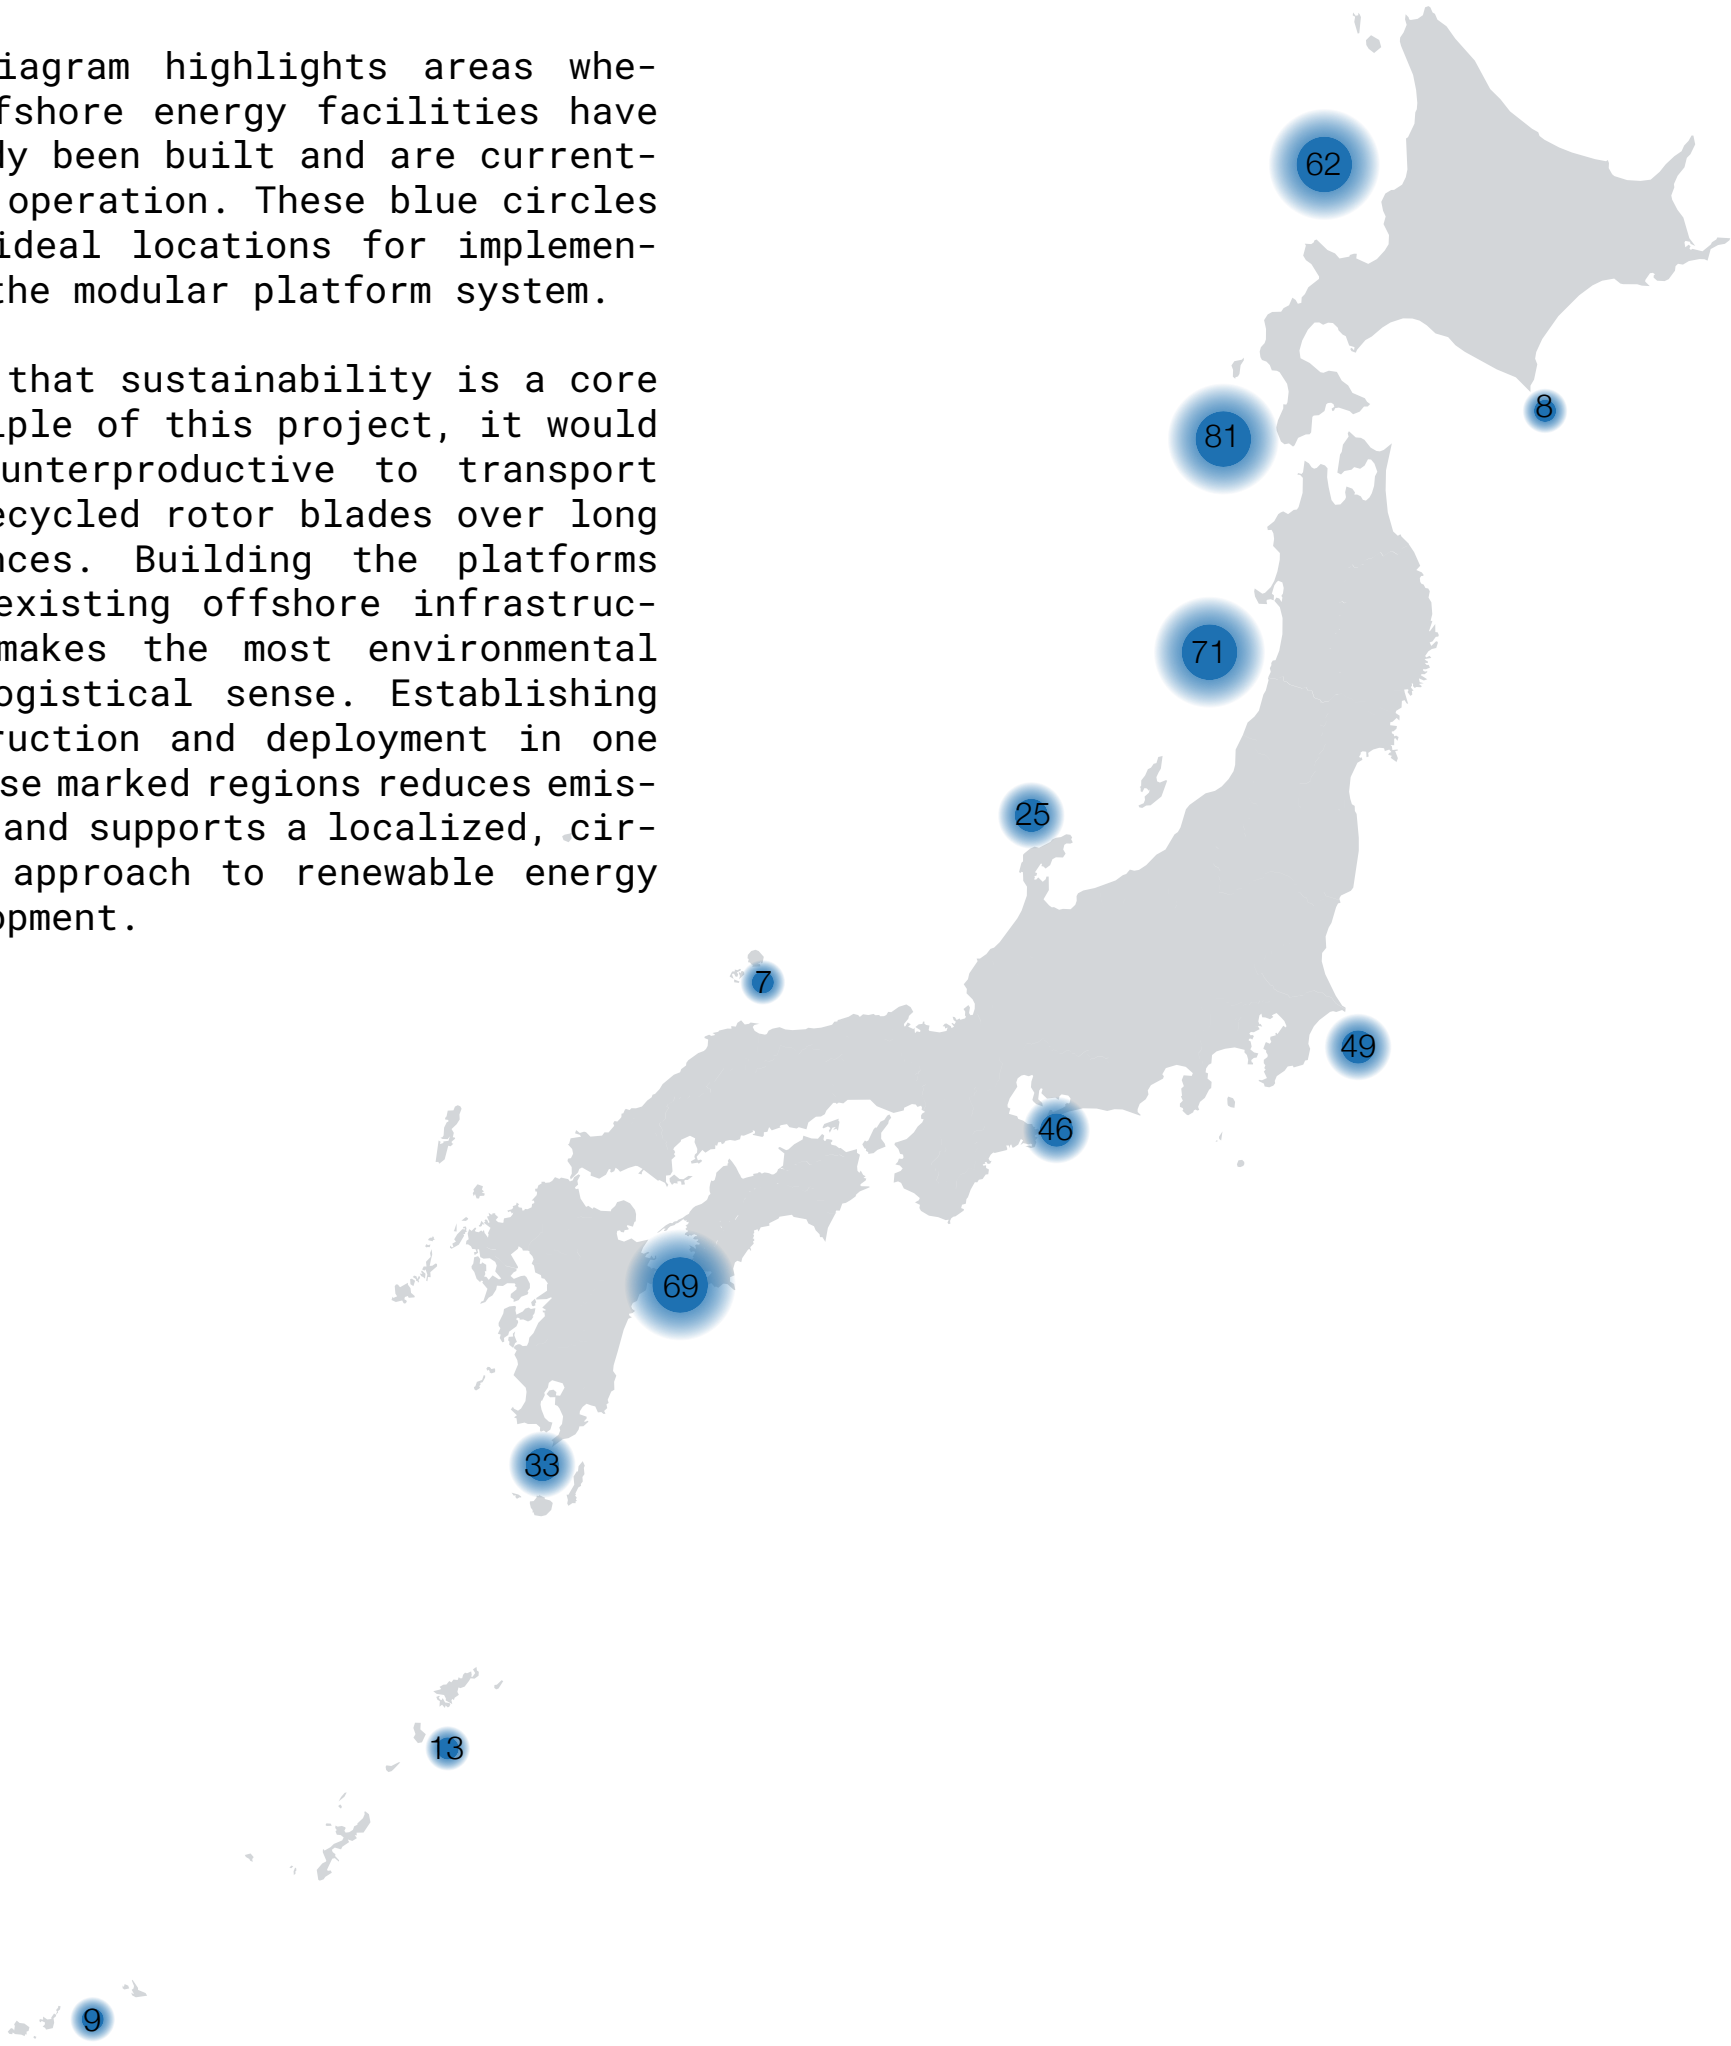 iagram highlights areas whe-
fshore energy facilities have
dy been built and are current-
operation. These blue circles
ideal locations for implemen-
the modular platform system.
that sustainability is a core
iple of this project, it would
unterproductive to transport
ecycled rotor blades over long
nces. Building the platforms
existing offshore infrastruc-
makes the most environmental
ogistical sense. Establishing
ruction and deployment in one
se marked regions reduces emis-
and supports a localized, cir-
approach to renewable energy
opment.
62
8
81
71
25
7
49
46
69
33
13
9